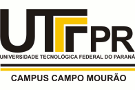 UTFPR
UNIVERSIDADE TECNOLÓGICA FEDERAL DO PARANÁ
CAMPUS CAMPO MOURÃO